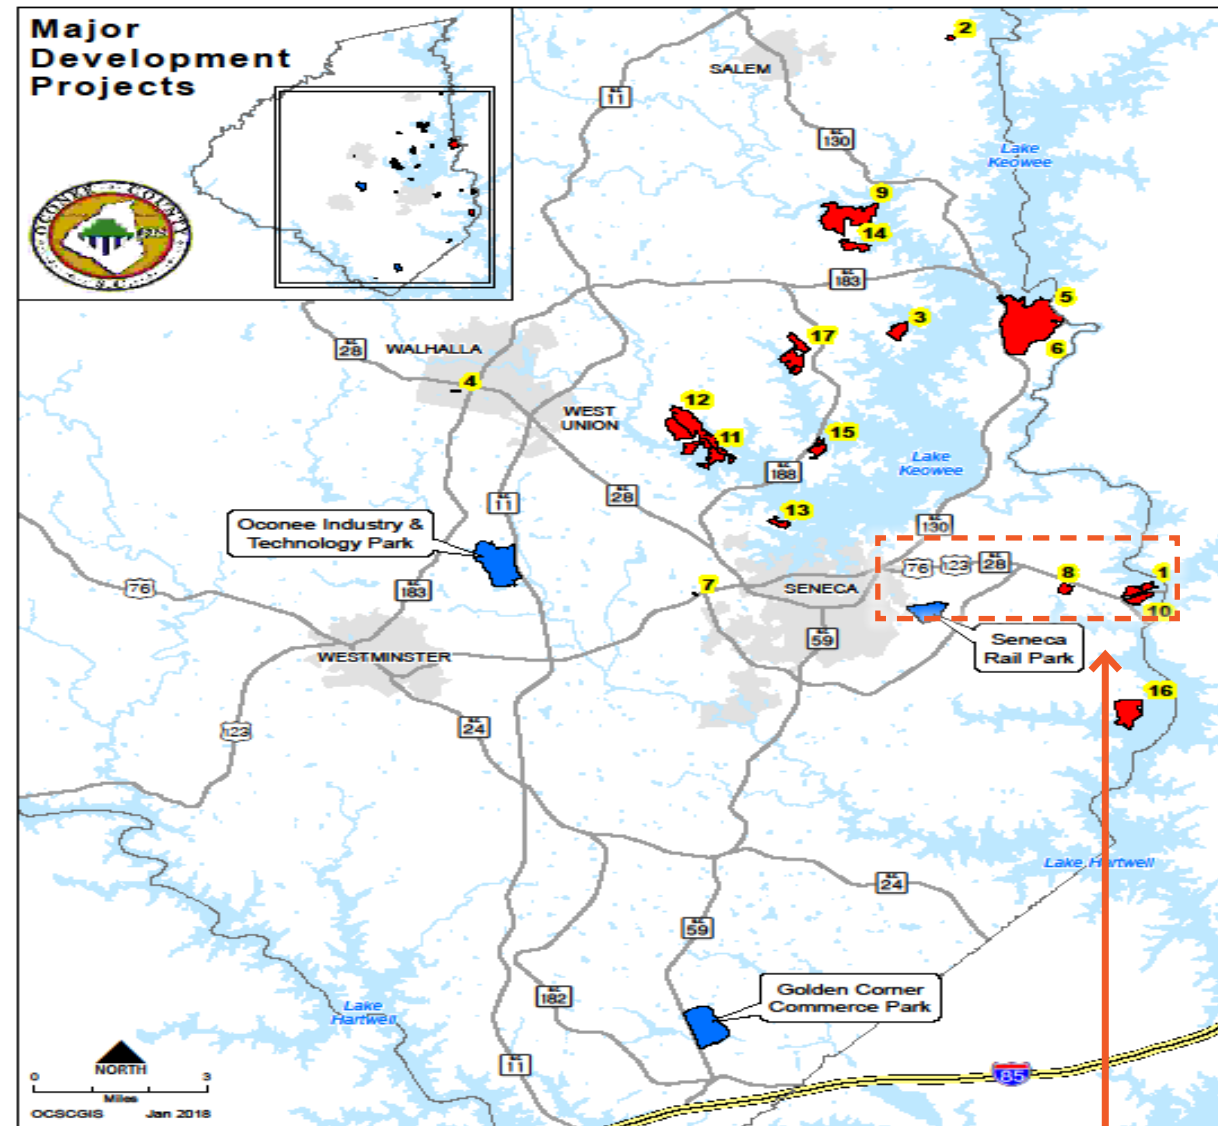 Major
Development
Projects
OCONEE COUNTY
S.C.
2
SALEM
11
S.C.
130
Lake
Keowee
9
14
S.C.
183
5
3
6
17
S.C.
28
WALHALLA
4
12
WEST
UNION
11
15
Lake
Keowee
S.C.
188
S.C.
28
S.C.
11
13
S.C.
130
Oconee Industry &
Technology Park
76
123
S.C.
28
8
1
76
S.C.
183
7
SENECA
10
S.C.
59
Seneca
Rail Park
WESTMINSTER
16
123
S.C.
24
Lake Hartwell
S.C.
24
S.C.
59
S.C.
182
Golden Corner
Commerce Park
Lake
Hartwell
NORTH
0 3
Miles
S.C.
11
85
OCSCGIS Jan 2018